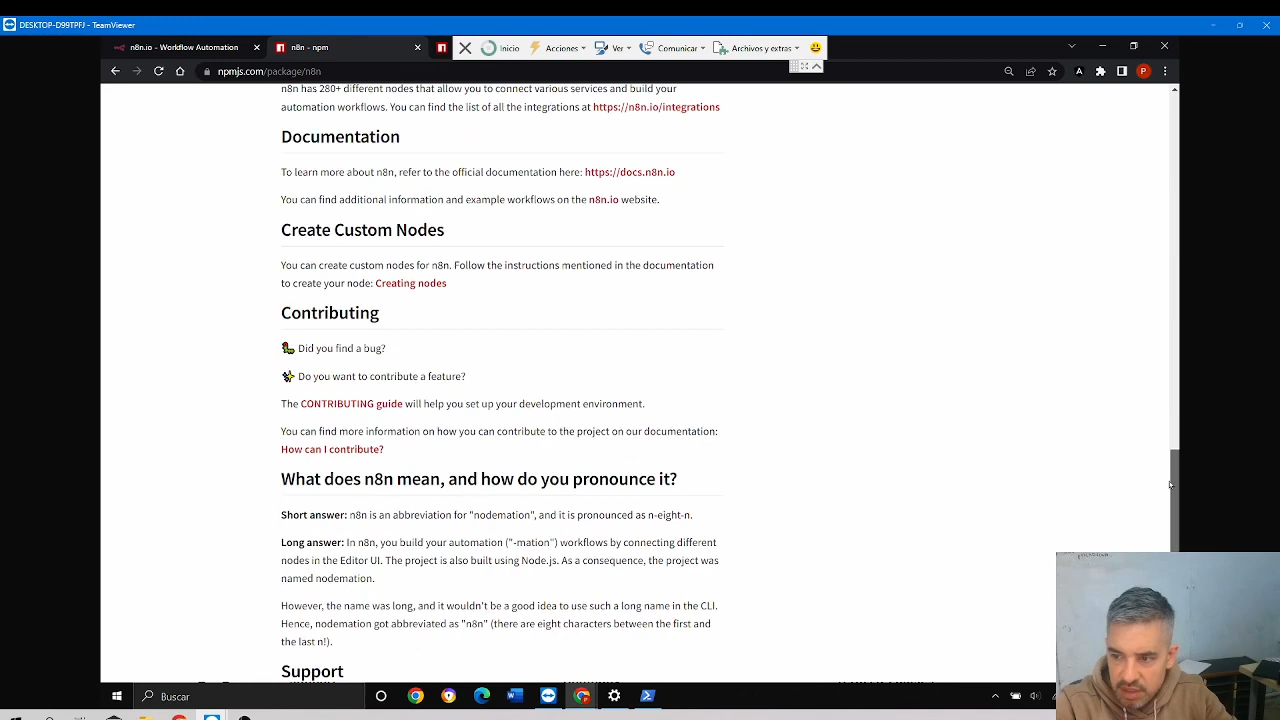 DESKTOP-D99TPFJ - TeamViewer
n8n.io - Workflow Automation
n8n - npm
Inicio
Acciones
Ver
Comunicar
Archivos y extras
npmjs.com/package/n8n
n8n has 280+ different nodes that allow you to connect various services and build your
automation workflows. You can find the list of all the integrations at https://n8n.io/integrations
Documentation
To learn more about n8n, refer to the official documentation here: https://docs.n8n.io
You can find additional information and example workflows on the n8n.io website.
Create Custom Nodes
You can create custom nodes for n8n. Follow the instructions mentioned in the documentation
to create your node: Creating nodes
Contributing
Did you find a bug?
Do you want to contribute a feature?
The CONTRIBUTING guide will help you set up your development environment.
You can find more information on how you can contribute to the project on our documentation:
How can I contribute?
What does n8n mean, and how do you pronounce it?
Short answer: n8n is an abbreviation for "nodemation", and it is pronounced as n-eight-n.
Long answer: In n8n, you build your automation ("-mation") workflows by connecting different
nodes in the Editor UI. The project is also built using Node.js. As a consequence, the project was
named nodemation.
However, the name was long, and it wouldn't be a good idea to use such a long name in the CLI.
Hence, nodemation got abbreviated as "n8n" (there are eight characters between the first and
the last n!).
Support
Buscar